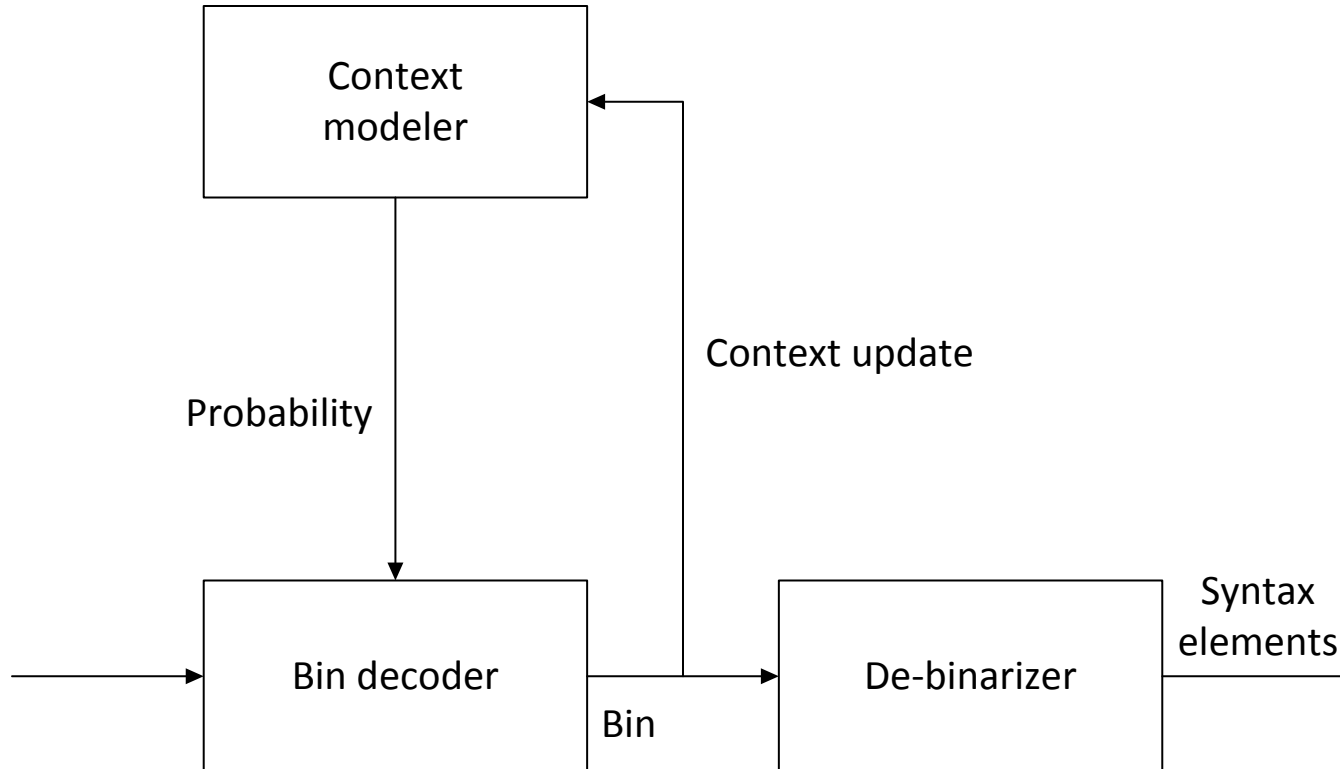 Context
modeler
Context update
Probability
Syntax
elements
Bin decoder
De-binarizer
Bin